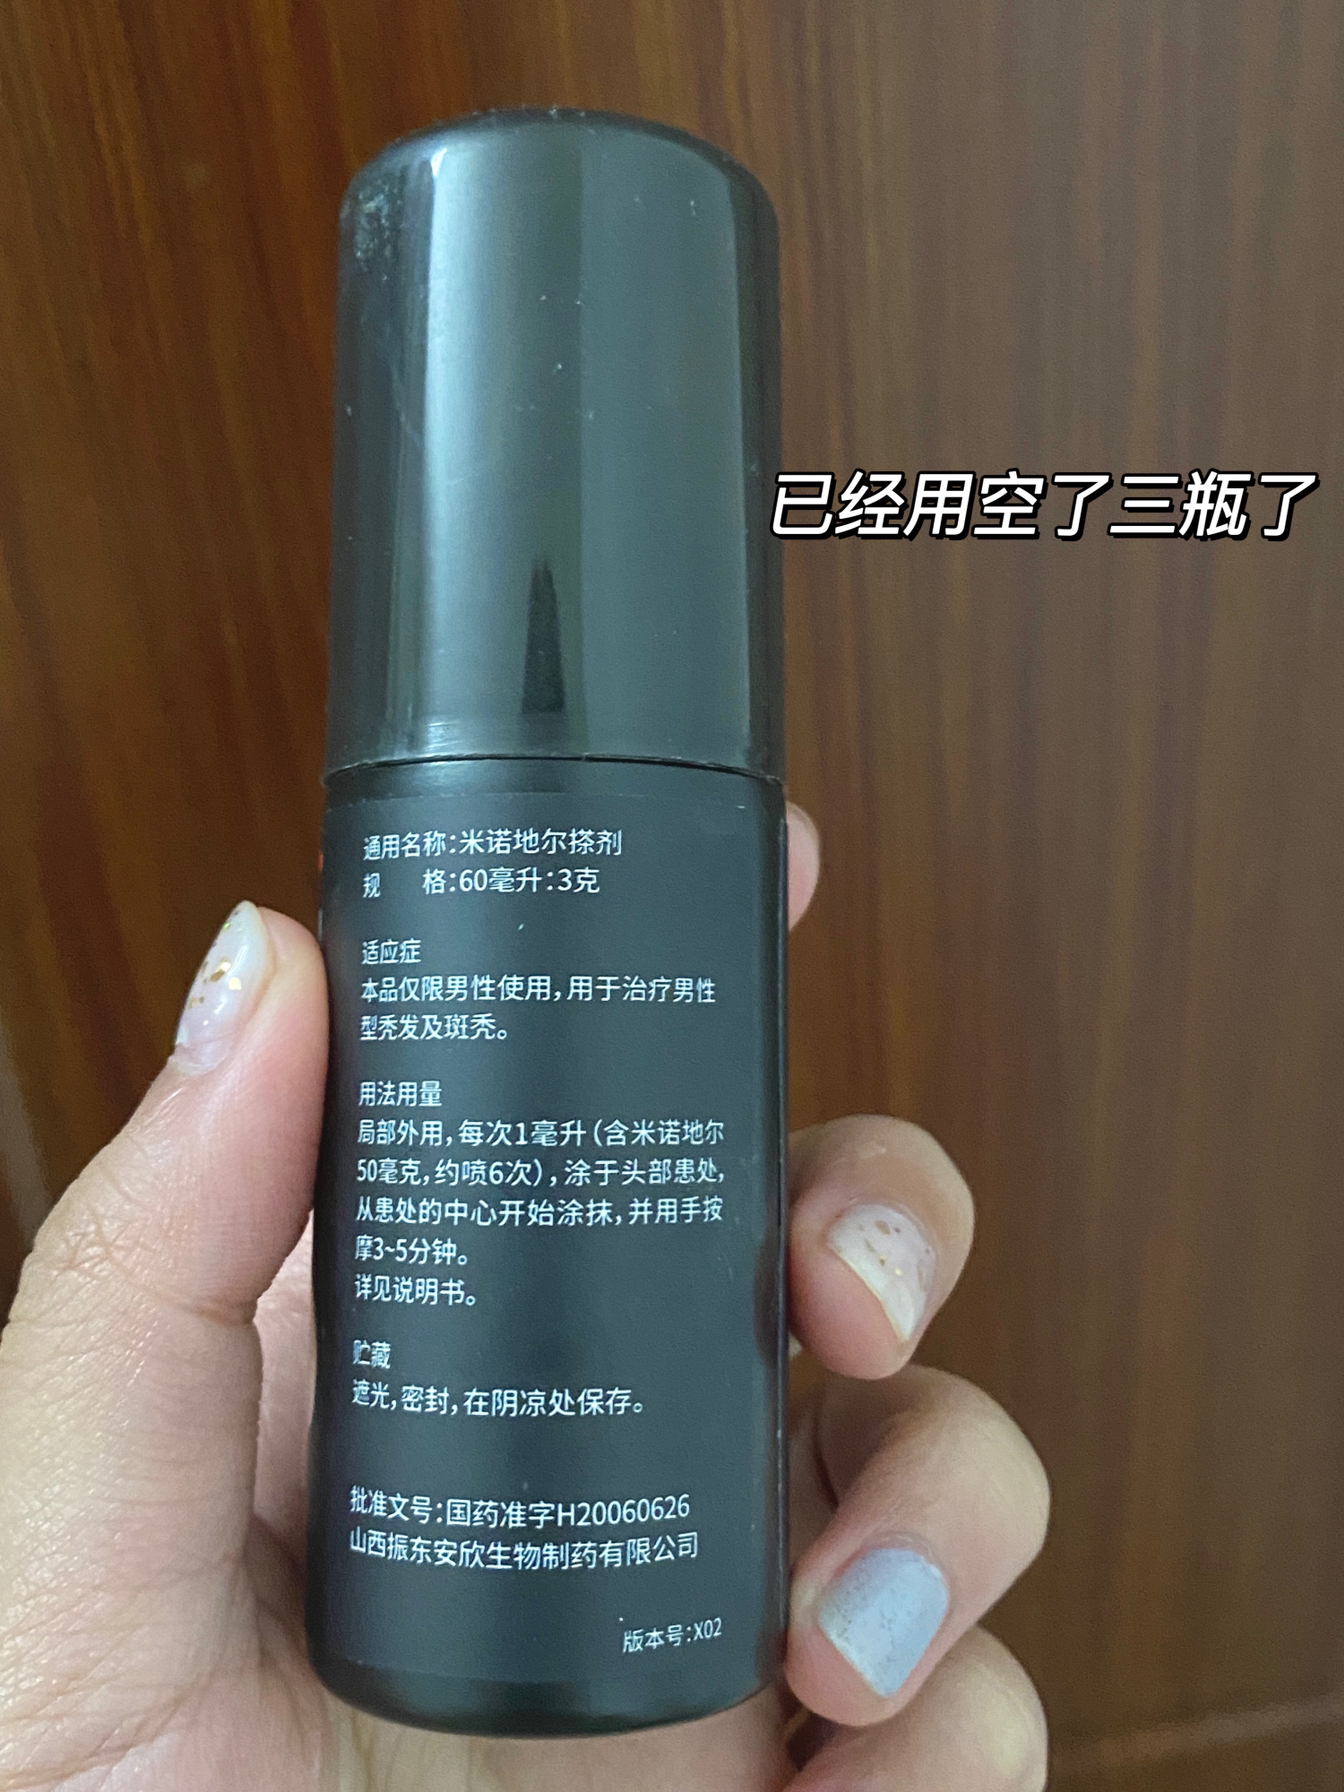 已经用空了三瓶了
通用名称:米诺地尔搽剂
规 格:60毫升:3克
适应症
本品仅限男性使用,用于治疗男性
型秃发及斑秃。
用法用量
局部外用,每次1毫升(含米诺地尔
50毫克,约喷6次),涂于头部患处,
从患处的中心开始涂抹,并用手按
摩3~5分钟。
详见说明书。
贮藏
遮光,密封,在阴凉处保存。
批准文号:国药准字H20060626
山西振东安欣生物制药有限公司
版本号:X02